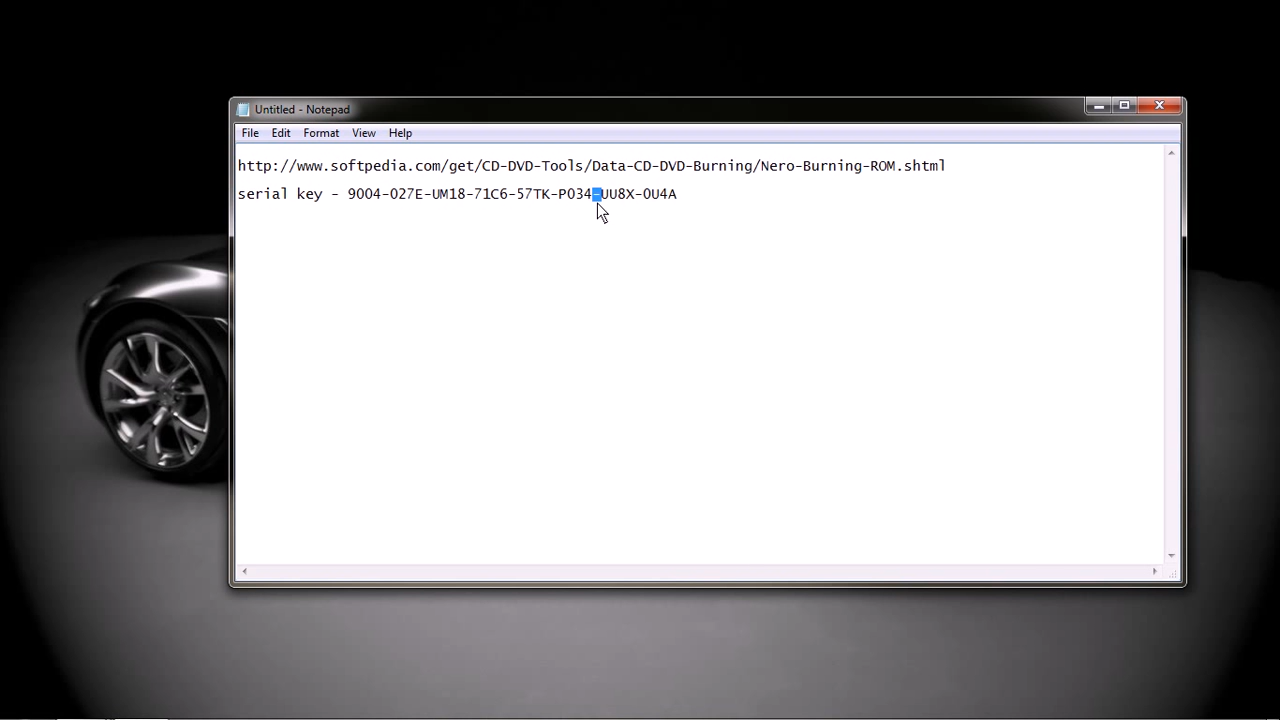 Untitled - Notepad
File Edit Format View Help
http://www.softpedia.com/get/CD-DVD-Tools/Data-CD-DVD-Burning/Nero-Burning-ROM.shtml
serial key - 9004-027E-UM18-71C6-57TK-P034-UU8X-0U4A